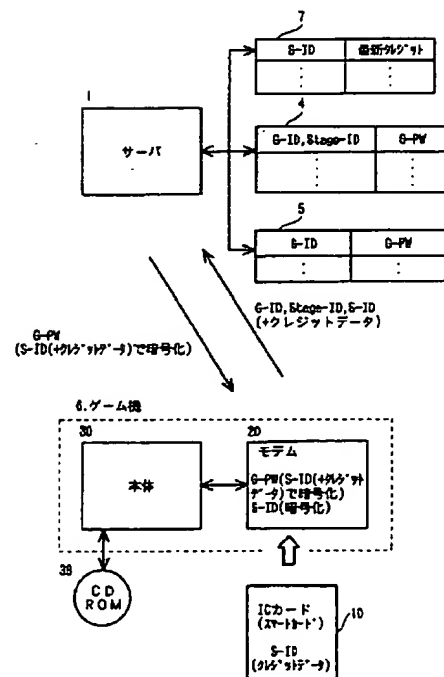 7
S-ID 最新クレジット
1
サーバ
4
G-ID,Stage-ID G-PW
5
S-ID G-PW
G-ID,Stage-ID,S-ID
(+クレジットデータ)
G-PW
(S-ID(+クレジットデータ)で暗号化)
6.ゲーム機
30
本体
20
モデム
G-PW(S-ID(+クレジット
データ)で暗号化)
S-ID(暗号化)
38
CD
ROM
10
ICカード
(スマートカード)
S-ID
(クレジットデータ)